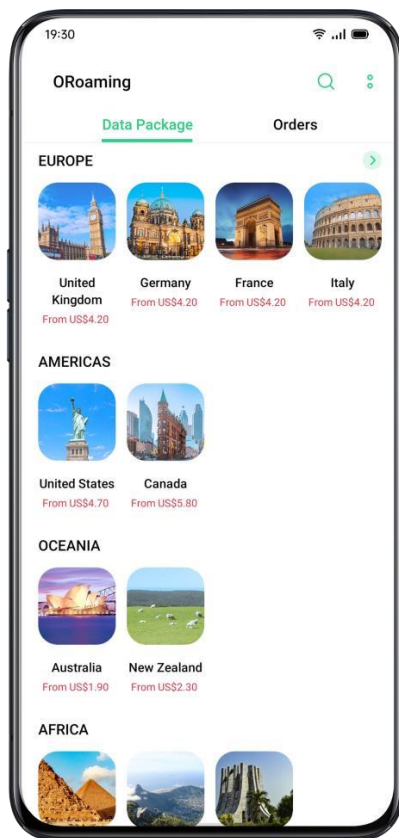 19:30
ORoaming
Data Package Orders
EUROPE
United Kingdom
From US$4.20
Germany
From US$4.20
France
From US$4.20
Italy
From US$4.20
AMERICAS
United States
From US$4.70
Canada
From US$5.80
OCEANIA
Australia
From US$1.90
New Zealand
From US$2.30
AFRICA